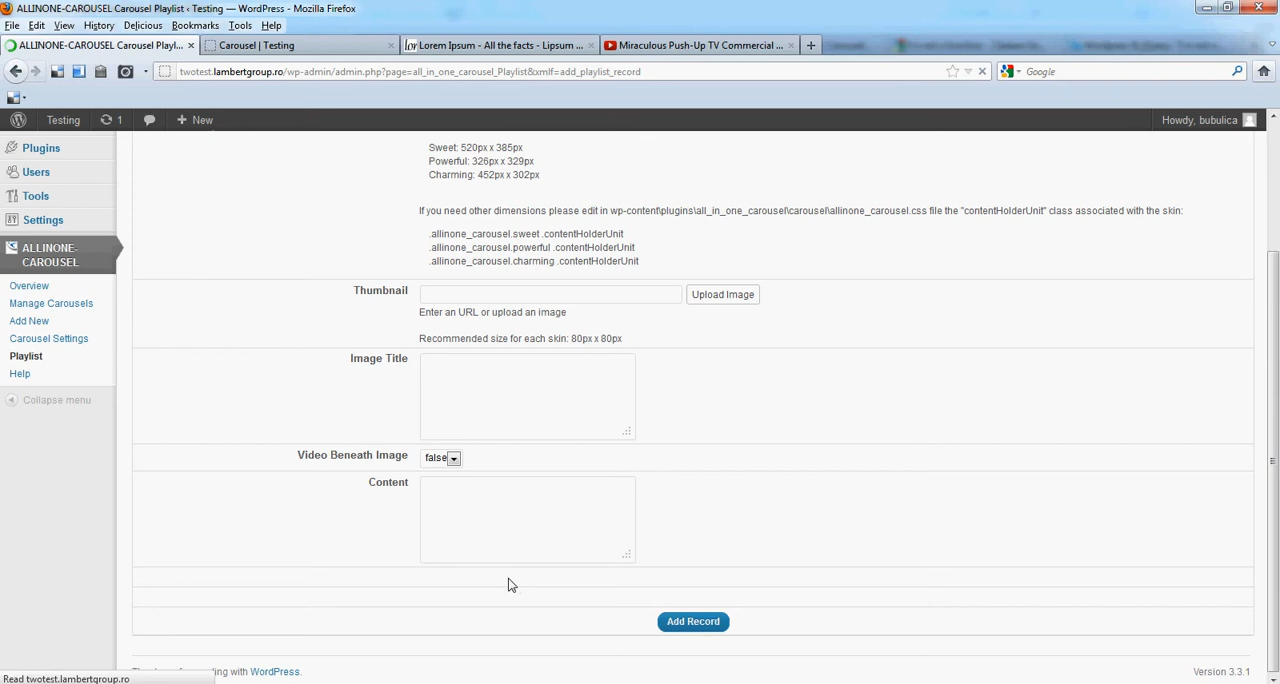 ALLINONE-CAROUSEL Carousel Playlist ‹ Testing — WordPress - Mozilla Firefox
File Edit View History Delicious Bookmarks Tools Help
ALLINONE-CAROUSEL Carousel Playl... × Carousel | Testing × Lorem Ipsum - All the facts - Lipsum ... × Miraculous Push-Up TV Commercial ... × +
twotest.lambertgroup.ro/wp-admin/admin.php?page=all_in_one_carousel_Playlist&xmlf=add_playlist_record Google
Testing 1 + New Howdy, bubulica
Plugins
Users
Tools
Settings
ALLINONE-CAROUSEL
Overview
Manage Carousels
Add New
Carousel Settings
Playlist
Help
Collapse menu
Sweet: 520px x 385px
Powerful: 326px x 329px
Charming: 452px x 302px
If you need other dimensions please edit in wp-content\plugins\all_in_one_carousel\carousel\allinone_carousel.css file the "contentHolderUnit" class associated with the skin:
.allinone_carousel.sweet .contentHolderUnit
.allinone_carousel.powerful .contentHolderUnit
.allinone_carousel.charming .contentHolderUnit
Thumbnail Upload Image
Enter an URL or upload an image
Recommended size for each skin: 80px x 80px
Image Title
Video Beneath Image false
Content
Add Record
with WordPress. Version 3.3.1
Read twotest.lambertgroup.ro